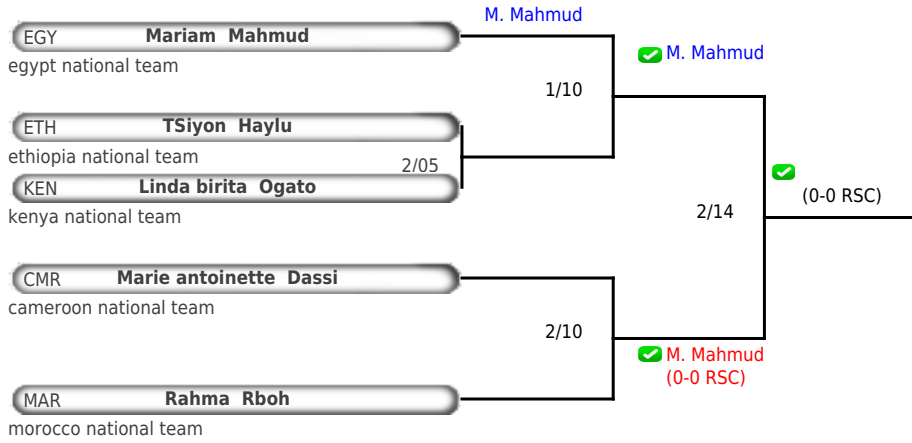 M. Mahmud
EGY Mariam Mahmud
egypt national team
M. Mahmud
1/10
ETH TSiyon Haylu
ethiopia national team
2/05
KEN Linda birita Ogato
kenya national team
(0-0 RSC)
2/14
CMR Marie antoinette Dassi
cameroon national team
2/10
M. Mahmud
(0-0 RSC)
MAR Rahma Rboh
morocco national team